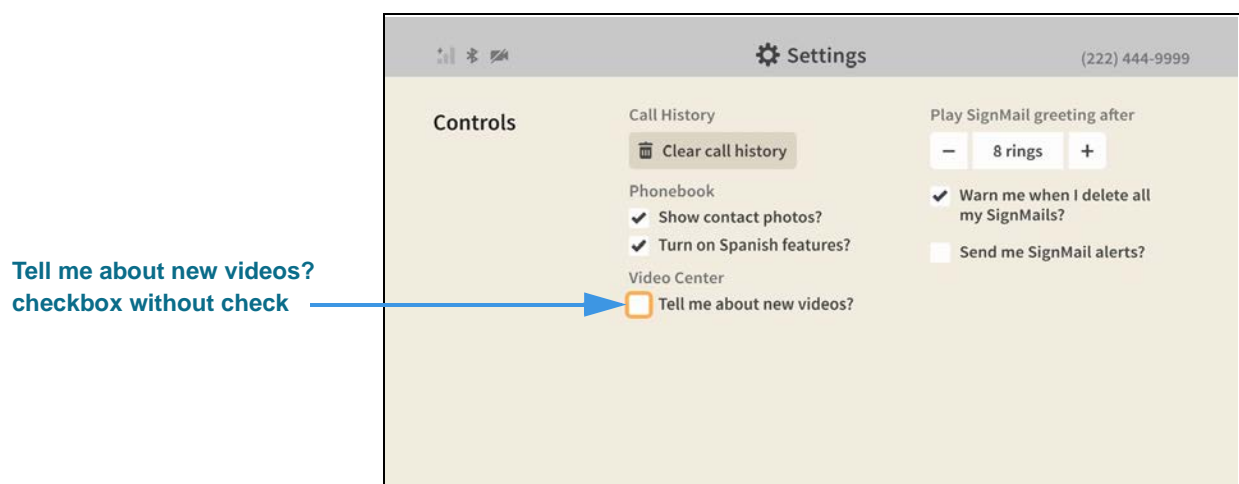 Settings
(222) 444-9999
Controls
Call History
Clear call history
Phonebook
Show contact photos?
Turn on Spanish features?
Video Center
Tell me about new videos?
Play SignMail greeting after
− 8 rings +
Warn me when I delete all
my SignMails?
Send me SignMail alerts?
Tell me about new videos?
checkbox without check